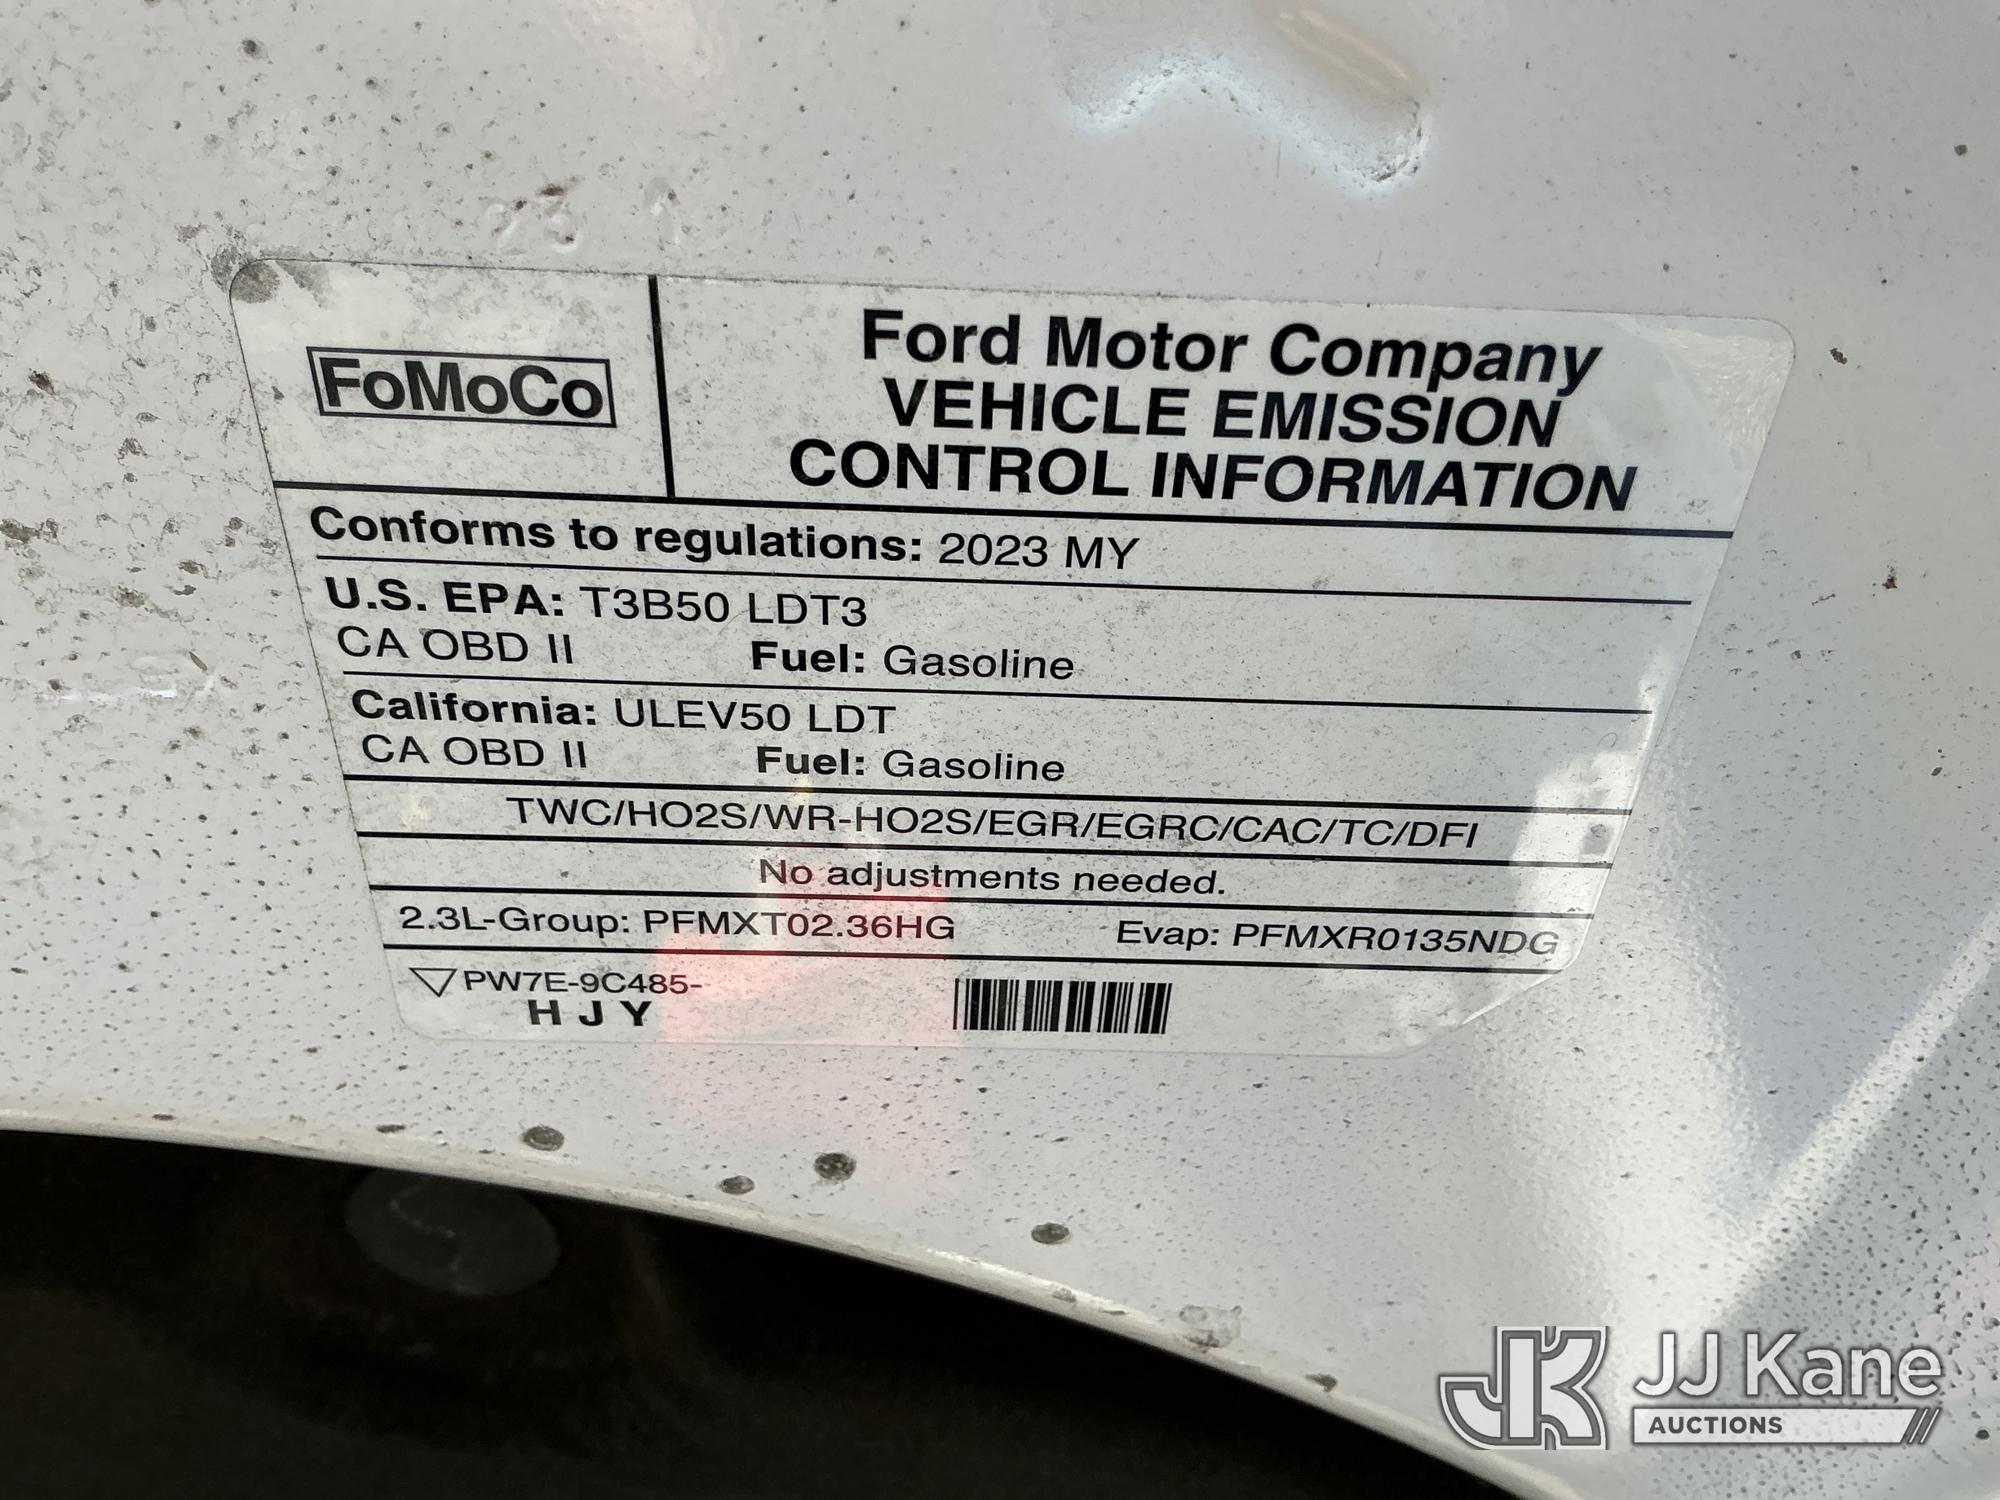 FoMoCo
Ford Motor Company
VEHICLE EMISSION
CONTROL INFORMATION
Conforms to regulations: 2023 MY
U.S. EPA: T3B50 LDT3
CA OBD II Fuel: Gasoline
California: ULEV50 LDT
CA OBD II Fuel: Gasoline
TWC/HO2S/WR-HO2S/EGR/EGRC/CAC/TC/DFI
No adjustments needed.
2.3L-Group: PFMXT02.36HG Evap: PFMXR0135NDG
PW7E-9C485-
H J Y
JK JJ Kane
AUCTIONS